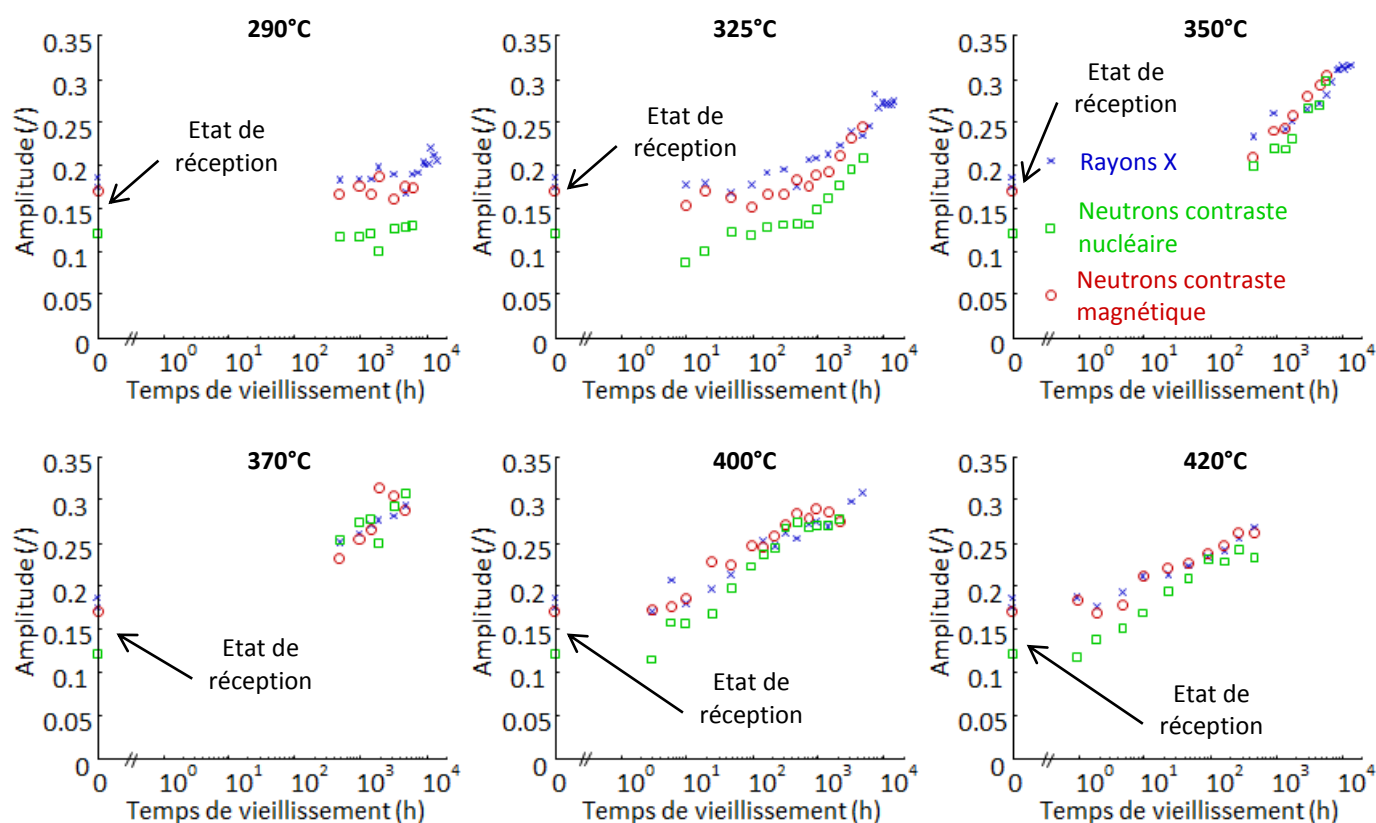 290°C
0.35
0.3
0.25
0.2
0.15
0.1
0.05
0
Amplitude (/)
Etat de
réception
0
10⁰
10¹
10²
10³
10⁴
Temps de vieillissement (h)
325°C
0.35
0.3
0.25
0.2
0.15
0.1
0.05
0
Amplitude (/)
Etat de
réception
0
10⁰
10¹
10²
10³
10⁴
Temps de vieillissement (h)
350°C
0.35
0.3
0.25
0.2
0.15
0.1
0.05
0
Amplitude (/)
Etat de
réception
Rayons X
Neutrons contraste
nucléaire
Neutrons contraste
magnétique
0
10⁰
10¹
10²
10³
10⁴
Temps de vieillissement (h)
370°C
0.35
0.3
0.25
0.2
0.15
0.1
0.05
0
Amplitude (/)
Etat de
réception
0
10⁰
10¹
10²
10³
10⁴
Temps de vieillissement (h)
400°C
0.35
0.3
0.25
0.2
0.15
0.1
0.05
0
Amplitude (/)
Etat de
réception
0
10⁰
10¹
10²
10³
10⁴
Temps de vieillissement (h)
420°C
0.35
0.3
0.25
0.2
0.15
0.1
0.05
0
Amplitude (/)
Etat de
réception
0
10⁰
10¹
10²
10³
10⁴
Temps de vieillissement (h)